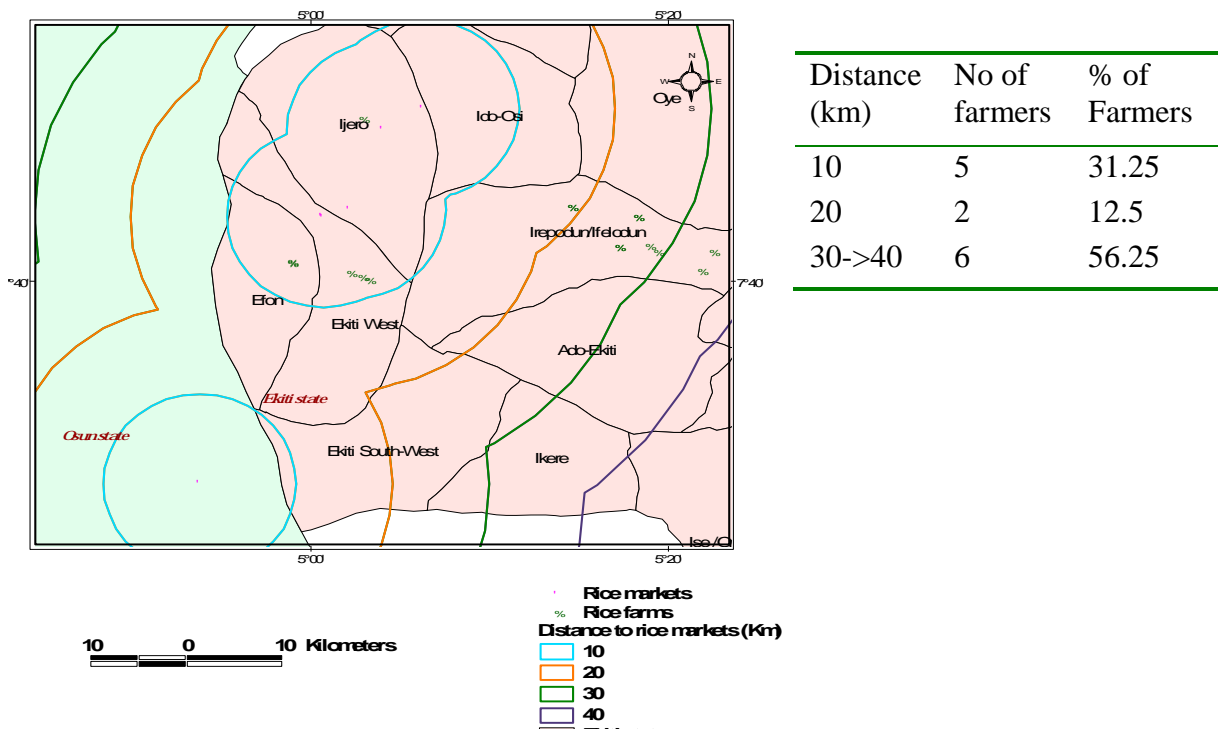 5°00' 5°20'
N
W E
S
Oye
Ijero
Ido-Osi
Irepodun/Ifelodun
°40' 7°40'
Efon
Ekiti West
Ado-Ekiti
Ekiti state
Osun state
Ekiti South-West
Ikere
Ise /O
5°00' 5°20'
Rice markets
% Rice farms
Distance to rice markets (Km)
10
20
30
40
10 0 10 Kilometers
Distance (km) No of farmers % of Farmers
10 5 31.25
20 2 12.5
30->40 6 56.25